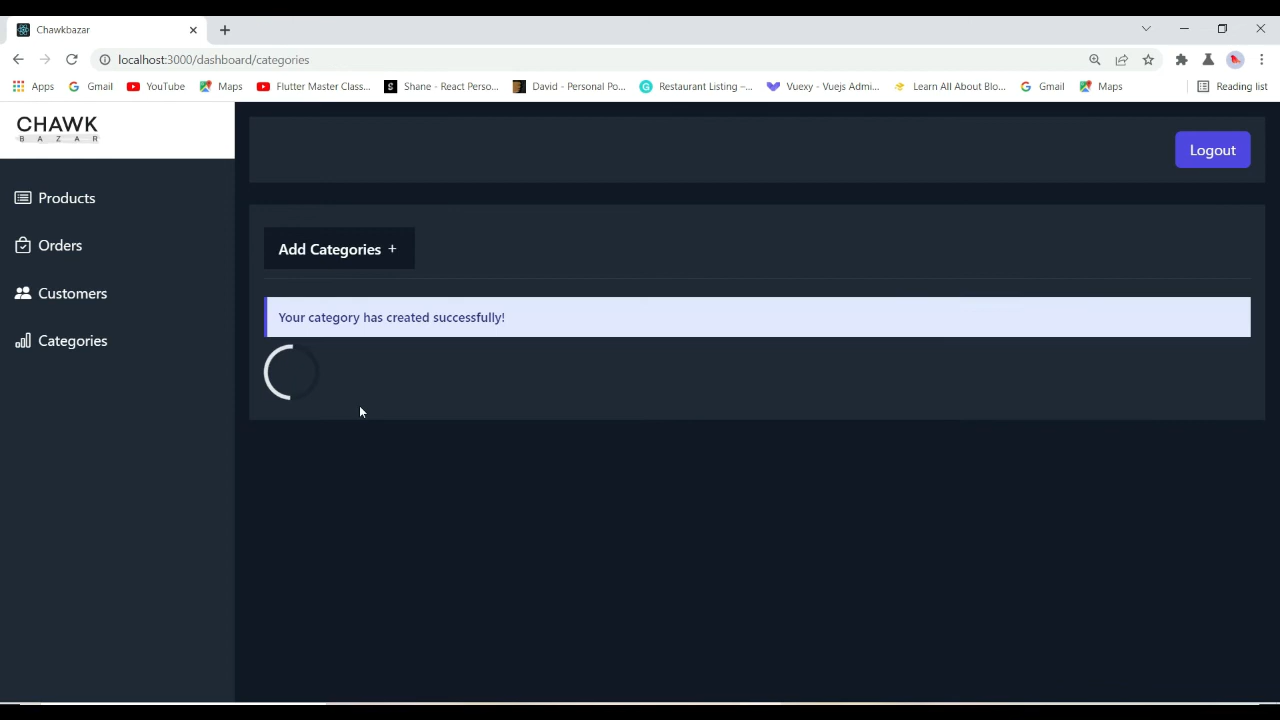 Chawkbazar
localhost:3000/dashboard/categories
Apps Gmail YouTube Maps Flutter Master Class... Shane - React Perso... David - Personal Po... Restaurant Listing –... Vuexy - Vuejs Admi... Learn All About Blo... Gmail Maps Reading list
CHAWK
BAZAR
Logout
Products
Orders
Customers
Categories
Add Categories +
Your category has created successfully!